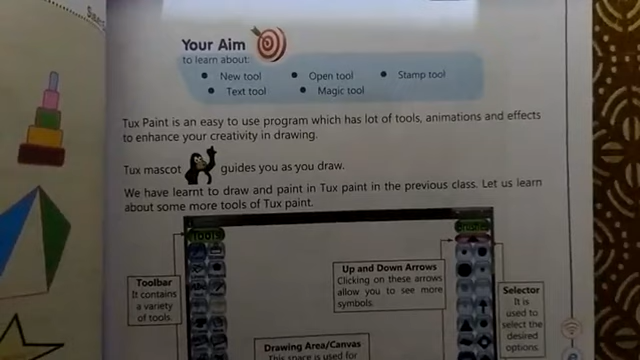 Your Aim
to learn about:
New tool
Open tool
Stamp tool
Text tool
Magic tool
Tux Paint is an easy to use program which has lot of tools, animations and effects
to enhance your creativity in drawing.
Tux mascot guides you as you draw.
We have learnt to draw and paint in Tux paint in the previous class. Let us learn
about some more tools of Tux paint.
Tools
Toolbar
It contains
a variety
of tools.
Up and Down Arrows
Clicking on these arrows
allow you to see more
symbols.
Selector
It is
used to
select the
desired
options.
Drawing Area/Canvas
This space is used for